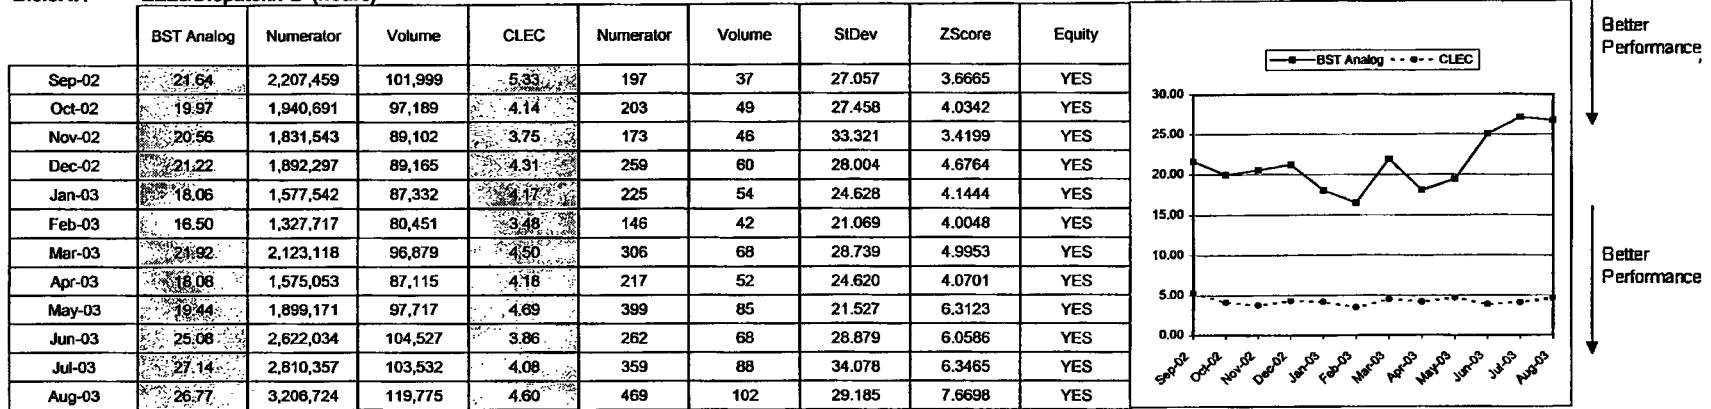 BST Analog Numerator Volume CLEC Numerator Volume StDev ZScore Equity
Sep-02 21.64 2,207,459 101,999 5.33 197 37 27.057 3.6665 YES
Oct-02 19.97 1,940,691 97,189 4.14 203 49 27.458 4.0342 YES
Nov-02 20.56 1,831,543 89,102 3.75 173 46 33.321 3.4199 YES
Dec-02 21.22 1,892,297 89,165 4.31 259 60 28.004 4.6764 YES
Jan-03 18.06 1,577,542 87,332 4.17 225 54 24.628 4.1444 YES
Feb-03 16.50 1,327,717 80,451 3.48 146 42 21.069 4.0048 YES
Mar-03 21.92 2,123,118 96,879 4.50 306 68 28.739 4.9953 YES
Apr-03 18.08 1,575,053 87,115 4.18 217 52 24.620 4.0701 YES
May-03 19.44 1,899,171 97,717 4.69 399 85 21.527 6.3123 YES
Jun-03 25.08 2,622,034 104,527 3.86 262 68 28.879 6.0586 YES
Jul-03 27.14 2,810,357 103,532 4.08 359 88 34.078 6.3465 YES
Aug-03 26.77 3,206,724 119,775 4.60 469 102 29.185 7.6698 YES
BST Analog CLEC
30.00
25.00
20.00
15.00
10.00
5.00
0.00
Sep-02 Oct-02 Nov-02 Dec-02 Jan-03 Feb-03 Mar-03 Apr-03 May-03 Jun-03 Jul-03 Aug-03
Better
Performance
Better
Performance